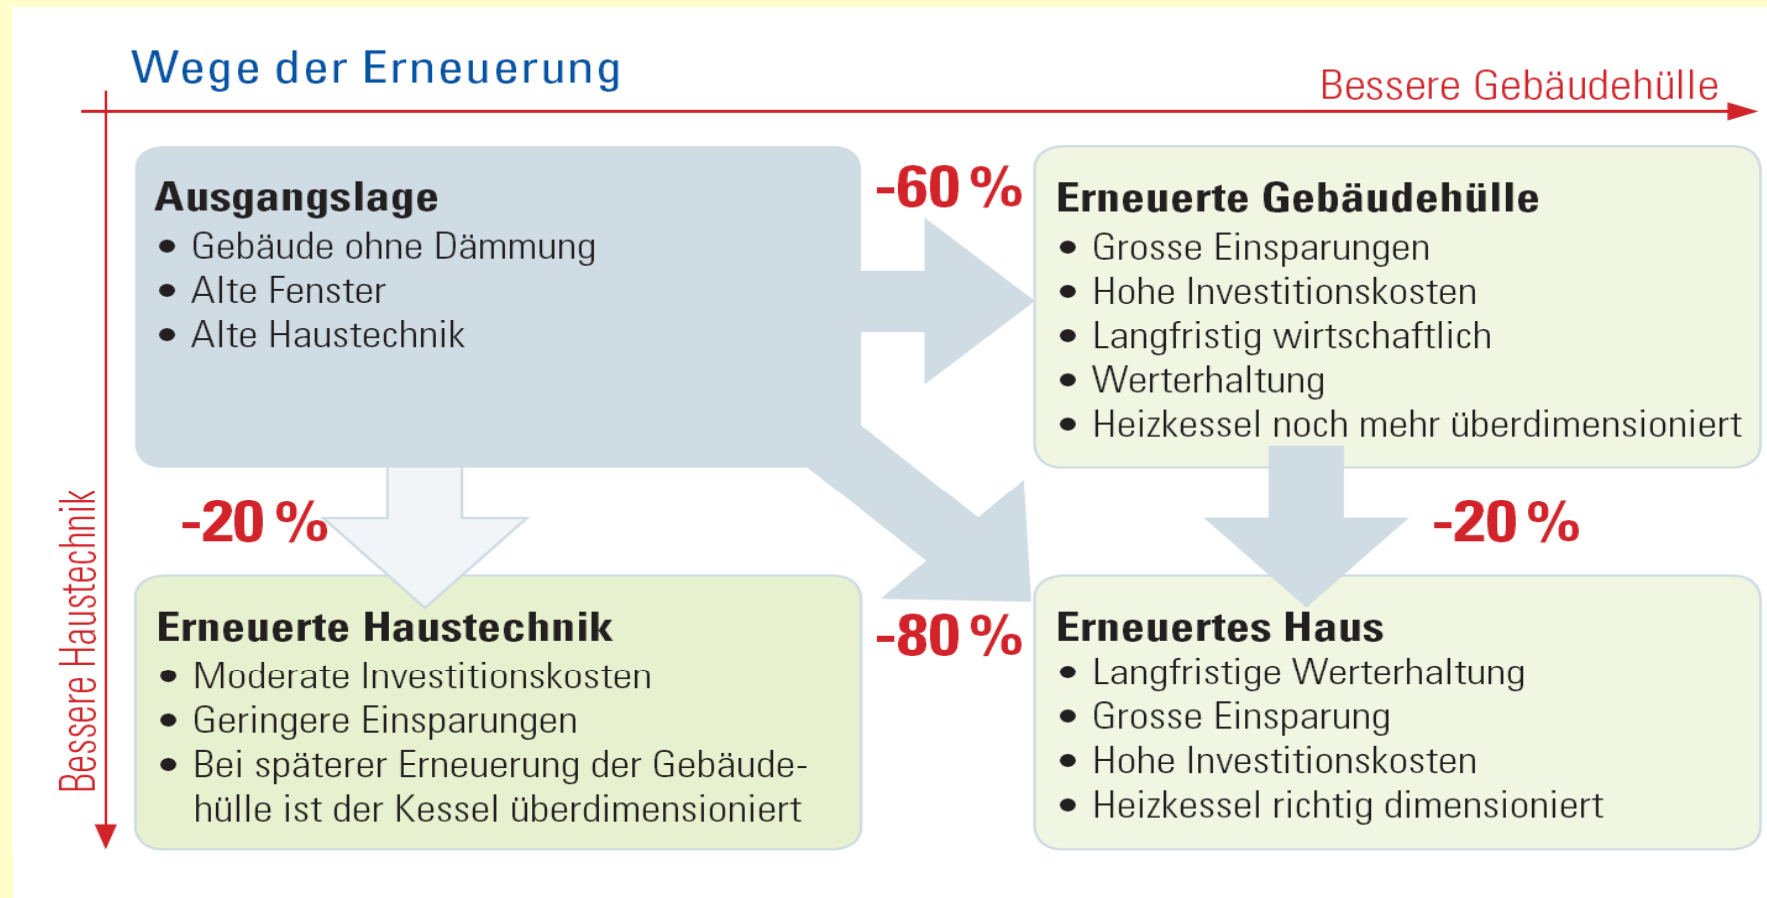 Wege der Erneuerung
Bessere Gebäudehülle
Bessere Haustechnik
Ausgangslage
• Gebäude ohne Dämmung
• Alte Fenster
• Alte Haustechnik
-60 %
Erneuerte Gebäudehülle
• Grosse Einsparungen
• Hohe Investitionskosten
• Langfristig wirtschaftlich
• Werterhaltung
• Heizkessel noch mehr überdimensioniert
-20 %
-80 %
-20 %
Erneuerte Haustechnik
• Moderate Investitionskosten
• Geringere Einsparungen
• Bei späterer Erneuerung der Gebäude-
hülle ist der Kessel überdimensioniert
Erneuertes Haus
• Langfristige Werterhaltung
• Grosse Einsparung
• Hohe Investitionskosten
• Heizkessel richtig dimensioniert